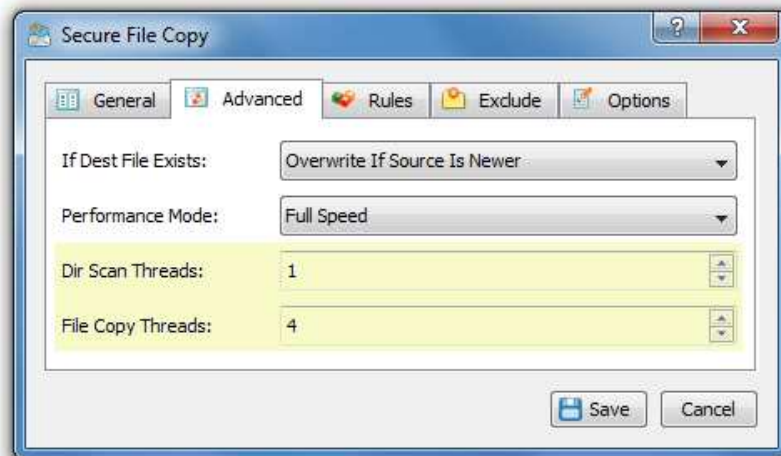 Secure File Copy
General Advanced Rules Exclude Options
If Dest File Exists: Overwrite If Source Is Newer
Performance Mode: Full Speed
Dir Scan Threads: 1
File Copy Threads: 4
Save Cancel